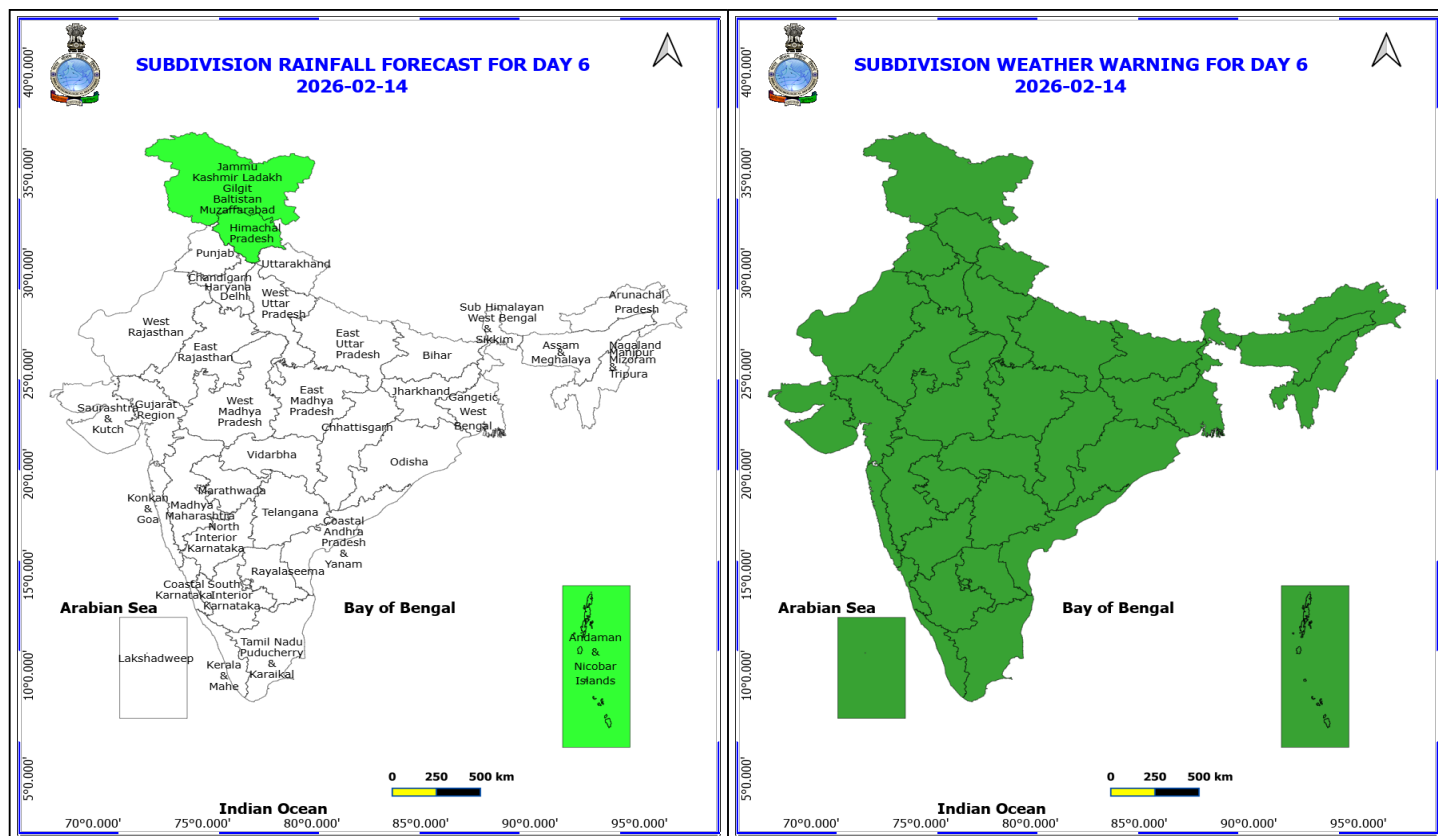 SUBDIVISION RAINFALL FORECAST FOR DAY 6
2026-02-14
40°0.000'
35°0.000'
30°0.000'
25°0.000'
20°0.000'
15°0.000'
10°0.000'
5°0.000'
Jammu
Kashmir Ladakh
Gilgit
Baltistan
Muzaffarabad
Himachal
Pradesh
Punjab
Uttarakhand
Chandigarh
Haryana
Delhi
West
Uttar
Pradesh
West
Rajasthan
East
Rajasthan
East
Uttar
Pradesh
Bihar
Sub Himalayan
West Bengal
&
Sikkim
Arunachal
Pradesh
Assam
&
Meghalaya
Nagaland
Manipur
Mizoram
&
Tripura
Saurashtra
&
Kutch
Gujarat
Region
West
Madhya
Pradesh
East
Madhya
Pradesh
Jharkhand
Gangetic
West
Bengal
Chhattisgarh
Vidarbha
Odisha
Konkan
&
Goa
Madhya
Maharashtra
Marathwada
Telangana
North
Interior
Karnataka
Coastal
Andhra
Pradesh
&
Yanam
Rayalaseema
Coastal
Karnataka
South
Interior
Karnataka
Arabian Sea
Bay of Bengal
Lakshadweep
Kerala
&
Mahe
Tamil Nadu
Puducherry
&
Karaikal
Andaman
&
Nicobar
Islands
0 250 500 km
Indian Ocean
70°0.000' 75°0.000' 80°0.000' 85°0.000' 90°0.000' 95°0.000'
SUBDIVISION WEATHER WARNING FOR DAY 6
2026-02-14
40°0.000'
35°0.000'
30°0.000'
25°0.000'
20°0.000'
15°0.000'
10°0.000'
5°0.000'
Arabian Sea
Bay of Bengal
0 250 500 km
Indian Ocean
70°0.000' 75°0.000' 80°0.000' 85°0.000' 90°0.000' 95°0.000'